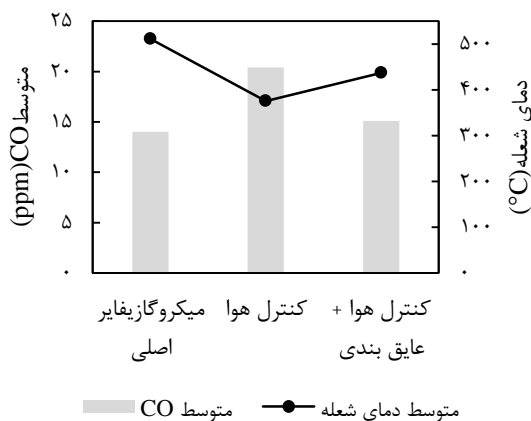 متوسط CO (ppm)
۲۵
۲۰
۱۵
۱۰
۵
۰
دمای شعله (°C)
۵۰۰
۴۰۰
۳۰۰
۲۰۰
۱۰۰
۰
میکروگازیفایر
اصلی
کنترل هوا
کنترل هوا +
عایق بندی
متوسط CO
متوسط دمای شعله